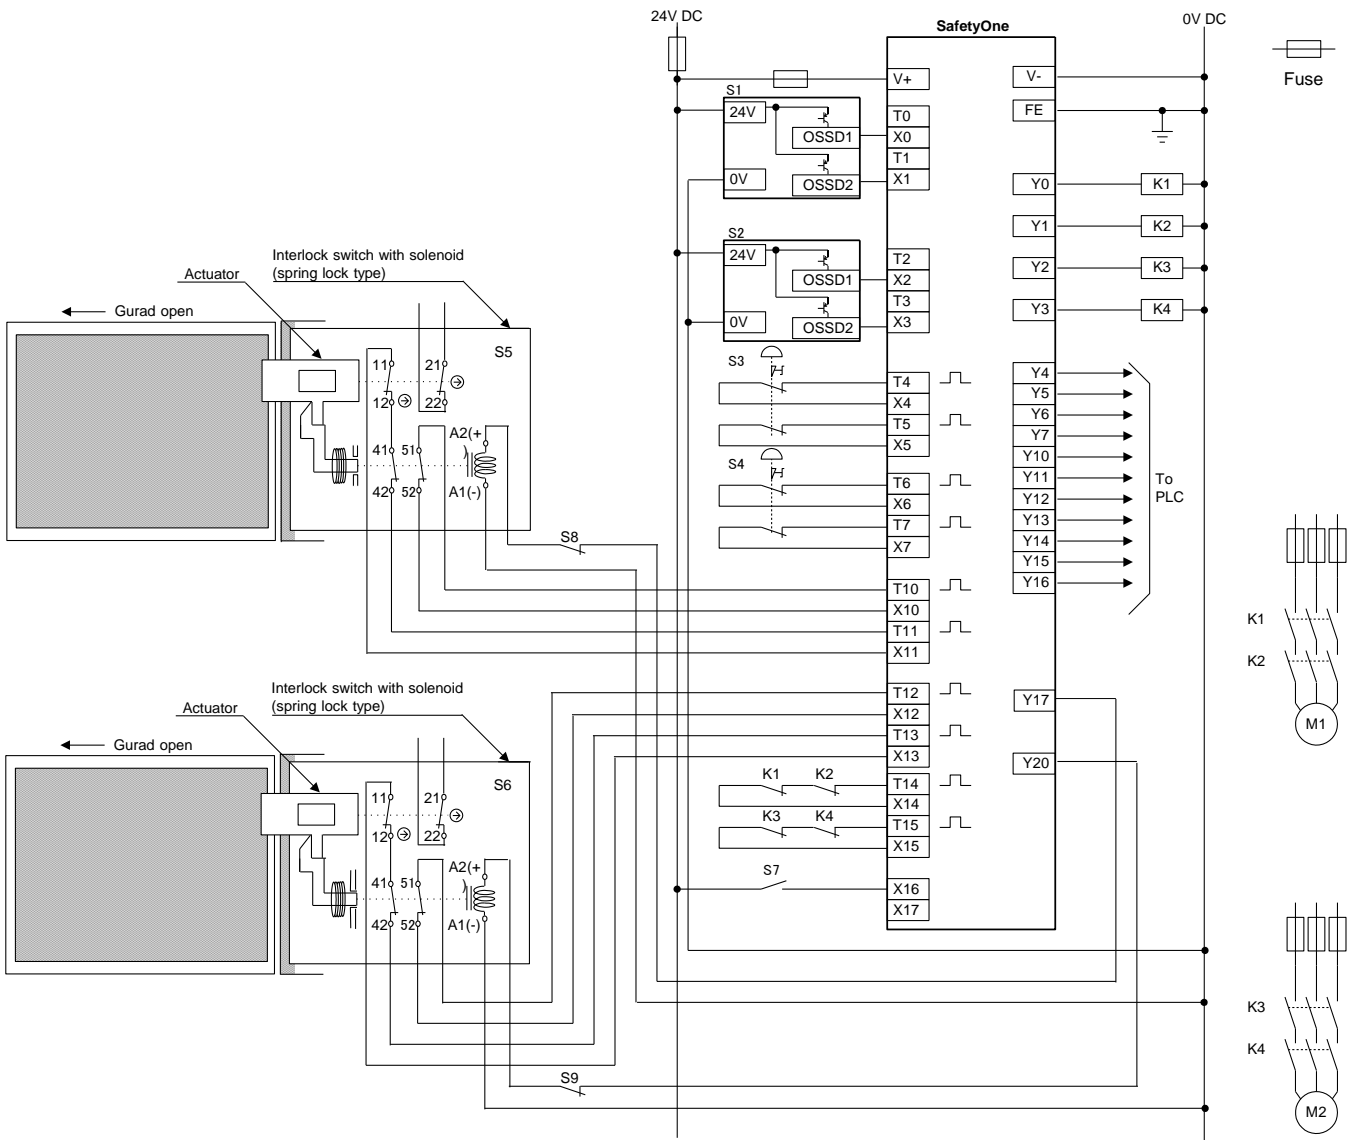 24V DC
SafetyOne
0V DC
Fuse
V+
V-
FE
S1
24V
OSSD1
0V
OSSD2
T0
X0
T1
X1
Y0
K1
Y1
K2
Y2
K3
Y3
K4
S2
24V
OSSD1
0V
OSSD2
T2
X2
T3
X3
Interlock switch with solenoid
(spring lock type)
Actuator
Gurad open
S5
11
21
12
22
A2(+
)
41
51
42
52
A1(-)
S3
T4
X4
T5
X5
S4
T6
X6
T7
X7
Y4
Y5
Y6
Y7
Y10
Y11
Y12
Y13
Y14
Y15
Y16
To
PLC
S8
T10
X10
T11
X11
K1
K2
M1
Interlock switch with solenoid
(spring lock type)
Actuator
Gurad open
S6
11
21
12
22
A2(+
)
41
51
42
52
A1(-)
T12
X12
T13
X13
Y17
Y20
K1
K2
T14
X14
K3
K4
T15
X15
S7
X16
X17
S9
K3
K4
M2